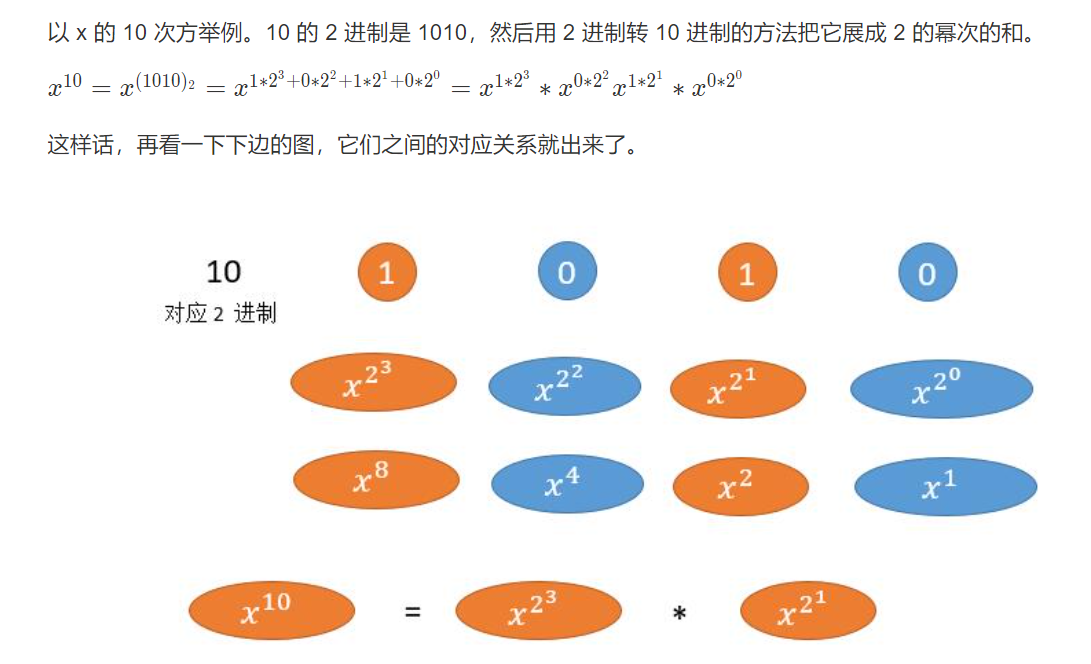 以 x 的 10 次方举例。10 的 2 进制是 1010，然后用 2 进制转 10 进制的方法把它展成 2 的幂次的和。
x^{10} = x^{(1010)_2} = x^{1*2^3+0*2^2+1*2^1+0*2^0} = x^{1*2^3} * x^{0*2^2} x^{1*2^1} * x^{0*2^0}
这样话，再看一下下边的图，它们之间的对应关系就出来了。
10 1 0 1 0
对应 2 进制
x^{2^3} x^{2^2} x^{2^1} x^{2^0}
x^8 x^4 x^2 x^1
x^{10} = x^{2^3} * x^{2^1}